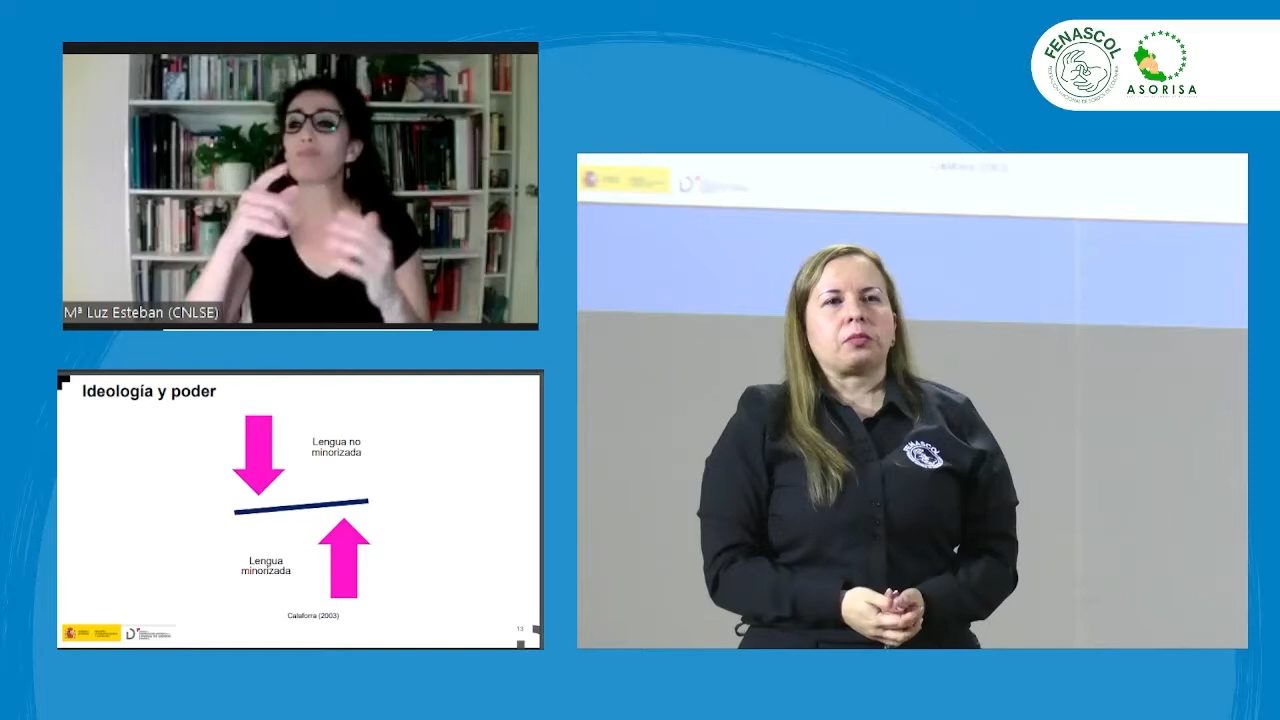 FENASCOL
ASORISA
Mª Luz Esteban (CNLSE)
Ideología y poder
Lengua no
minorizada
Lengua
minorizada
Calaforra (2003)
13
FENASCOL